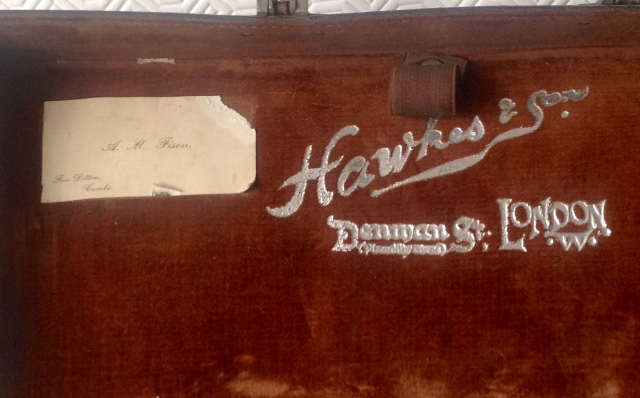 A. M. Fison,
Fen Ditton,
Cambs.
Hawkes & Son
Denman St. LONDON
(Piccadilly Circus) W.